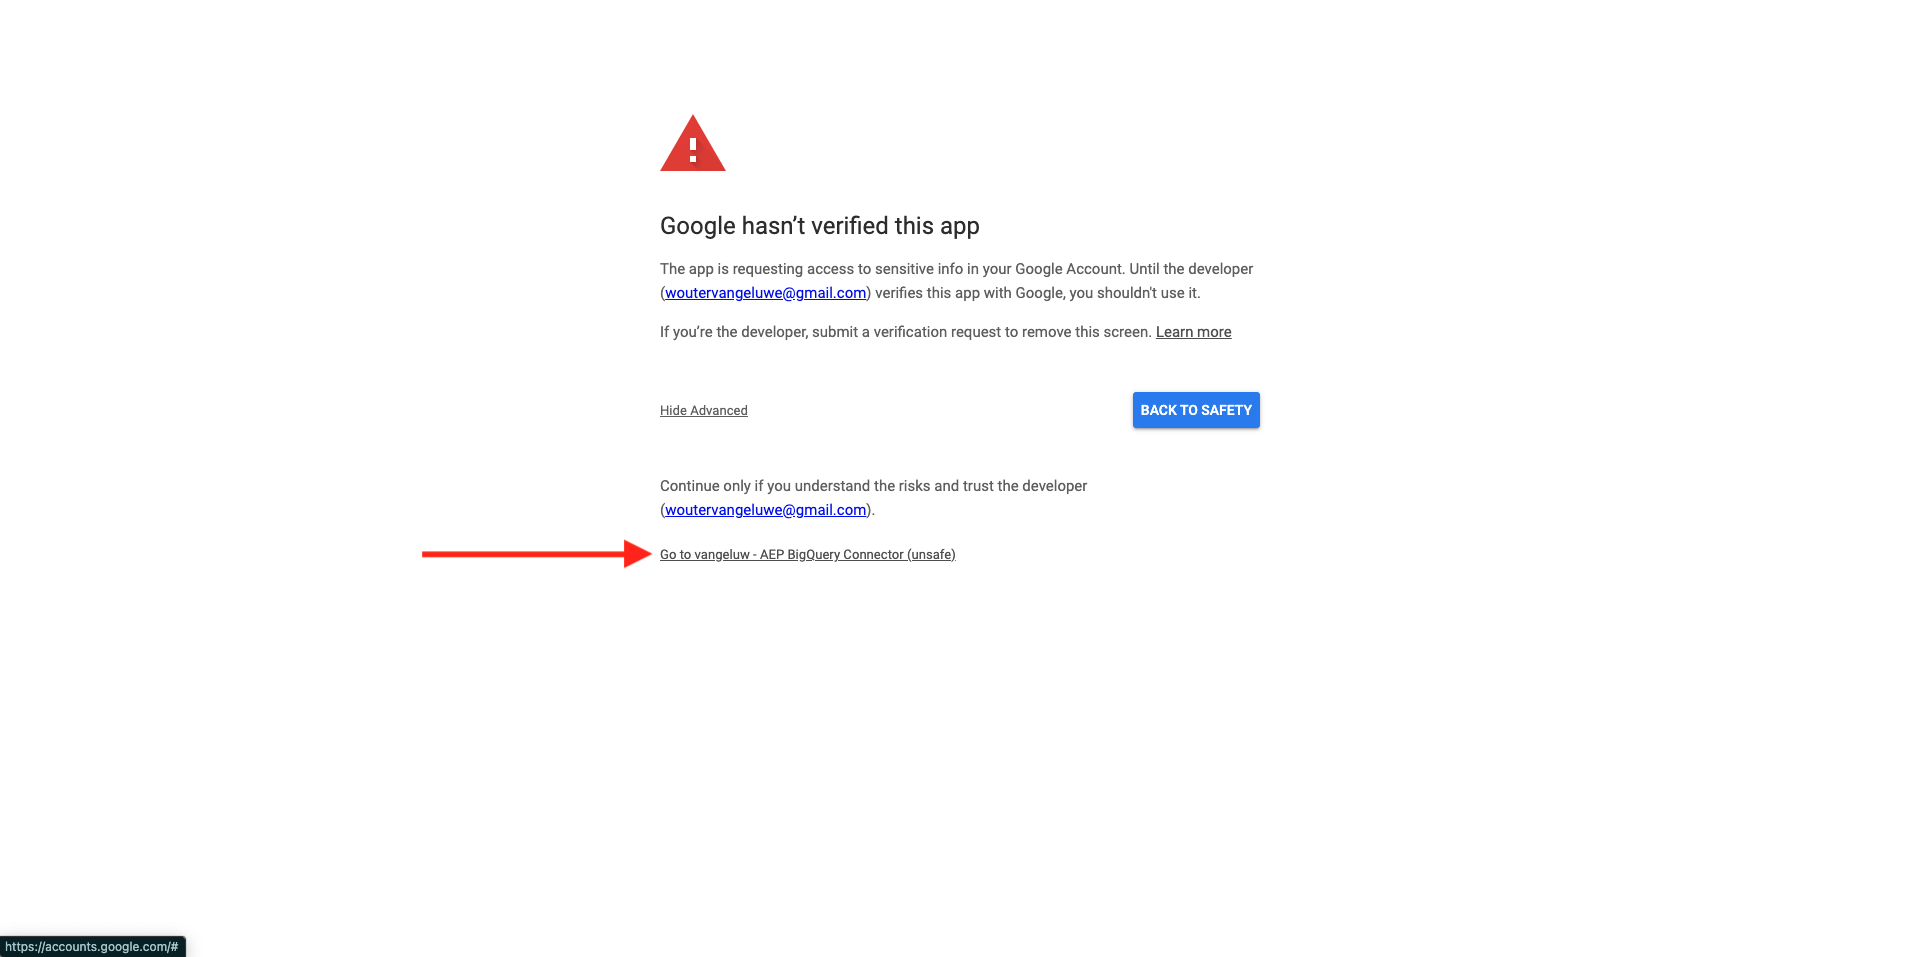 Google hasn’t verified this app
The app is requesting access to sensitive info in your Google Account. Until the developer
(woutervangeluwe@gmail.com) verifies this app with Google, you shouldn't use it.
If you’re the developer, submit a verification request to remove this screen. Learn more
Hide Advanced
BACK TO SAFETY
Continue only if you understand the risks and trust the developer
(woutervangeluwe@gmail.com).
Go to vangeluw - AEP BigQuery Connector (unsafe)
https://accounts.google.com/#